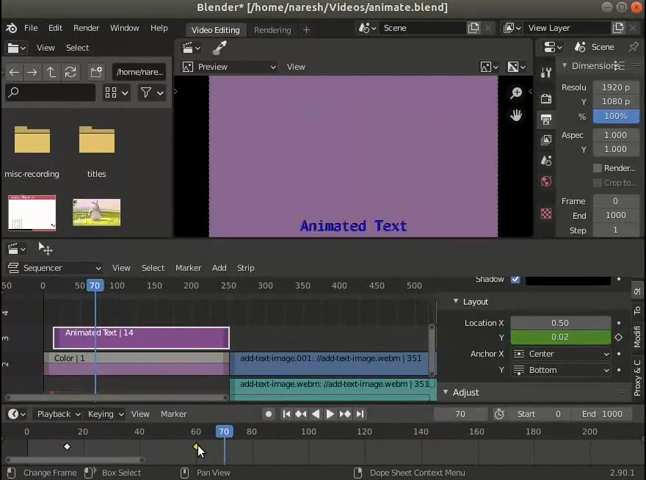 Blender* [/home/naresh/Videos/animate.blend]
File Edit Render Window Help Video Editing Rendering + Scene View Layer
View Select Preview View Scene
/home/nare...
misc-recording titles
Dimensions
Resolu 1920 p
Y 1080 p
% 100%
Aspec 1.000
Y 1.000
Render...
Crop to...
Frame 0
End 1000
Step 1
Animated Text
Sequencer View Select Marker Add Strip
0 50 70 100 150 200 250 300 350 400 450 500
4
Animated Text | 14
Color | 1 add-text-image.001: //add-text-image.webm | 351
2
add-text-image.webm: //add-text-image.webm | 351
Shadow
Layout
Location X 0.50
Y 0.02
Anchor X Center
Y Bottom
Adjust
St
To
Modifi
Proxy & C
Playback Keying View Marker 70 Start 0 End 1000
0 20 40 60 70 80 100 120 140 160 180 200
Change Frame Box Select Pan View Dope Sheet Context Menu 2.90.1